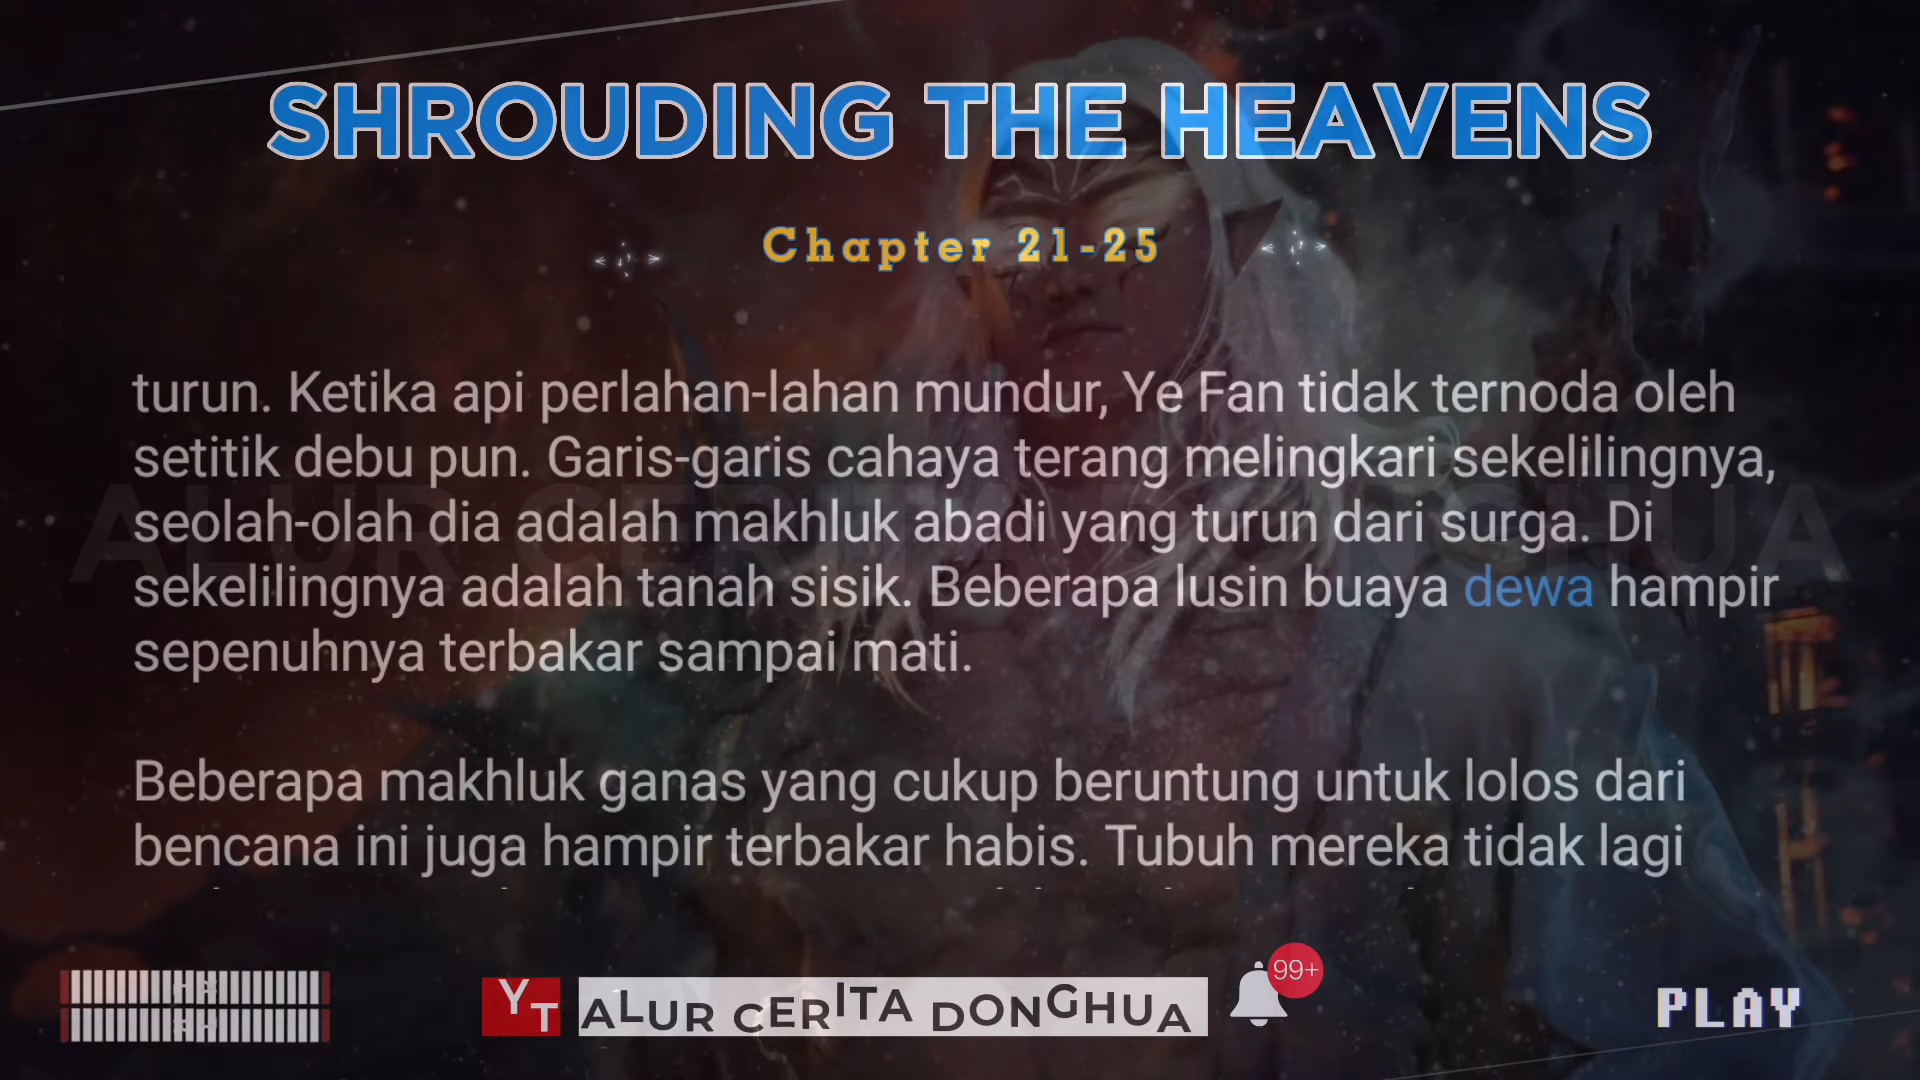 SHROUDING THE HEAVENS
Chapter 21-25
turun. Ketika api perlahan-lahan mundur, Ye Fan tidak ternoda oleh
setitik debu pun. Garis-garis cahaya terang melingkari sekelilingnya,
seolah-olah dia adalah makhluk abadi yang turun dari surga. Di
sekelilingnya adalah tanah sisik. Beberapa lusin buaya dewa hampir
sepenuhnya terbakar sampai mati.
Beberapa makhluk ganas yang cukup beruntung untuk lolos dari
bencana ini juga hampir terbakar habis. Tubuh mereka tidak lagi
YT ALUR CERITA DONGHUA 99+
PLAY